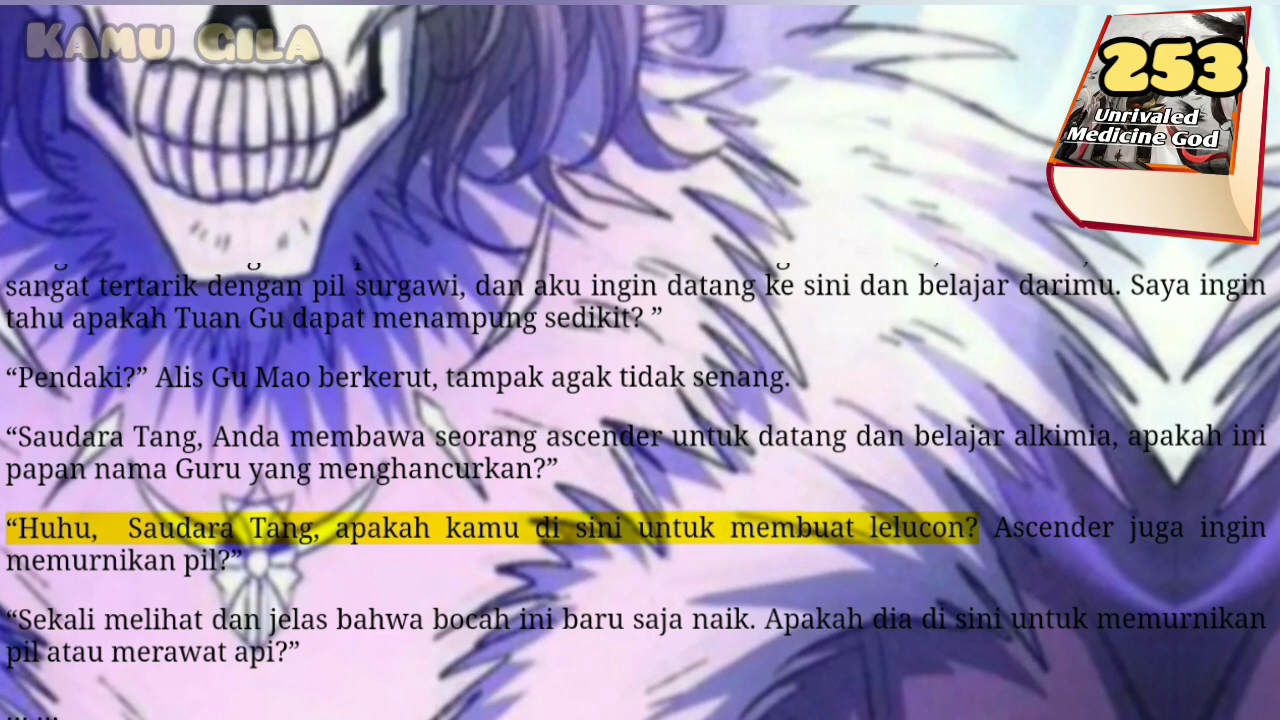 KAMU GILA
253
Unrivaled
Medicine God
sangat tertarik dengan pil surgawi, dan aku ingin datang ke sini dan belajar darimu. Saya ingin
tahu apakah Tuan Gu dapat menampung sedikit? ”
“Pendaki?” Alis Gu Mao berkerut, tampak agak tidak senang.
“Saudara Tang, Anda membawa seorang ascender untuk datang dan belajar alkimia, apakah ini
papan nama Guru yang menghancurkan?”
“Huhu, Saudara Tang, apakah kamu di sini untuk membuat lelucon? Ascender juga ingin
memurnikan pil?”
“Sekali melihat dan jelas bahwa bocah ini baru saja naik. Apakah dia di sini untuk memurnikan
pil atau merawat api?”
... ...